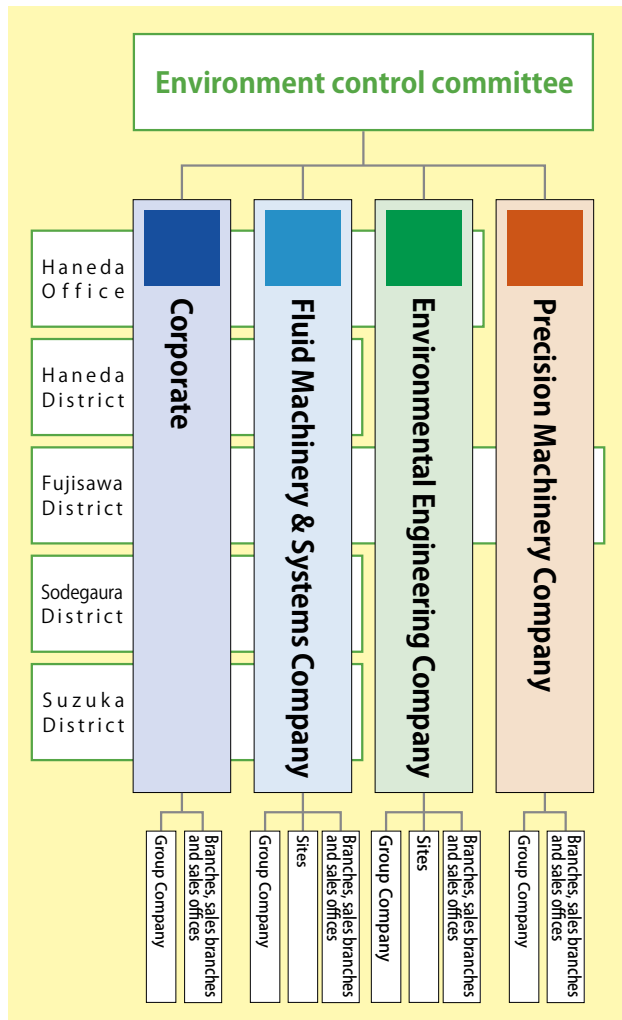 Environment control committee
Haneda
Office
Haneda
District
Fujisawa
District
Sodegaura
District
Suzuka
District
Corporate
Fluid Machinery & Systems Company
Environmental Engineering Company
Precision Machinery Company
Group Company
Branches, sales branches
and sales offices
Group Company
Sites
Branches, sales branches
and sales offices
Group Company
Sites
Branches, sales branches
and sales offices
Group Company
Branches, sales branches
and sales offices